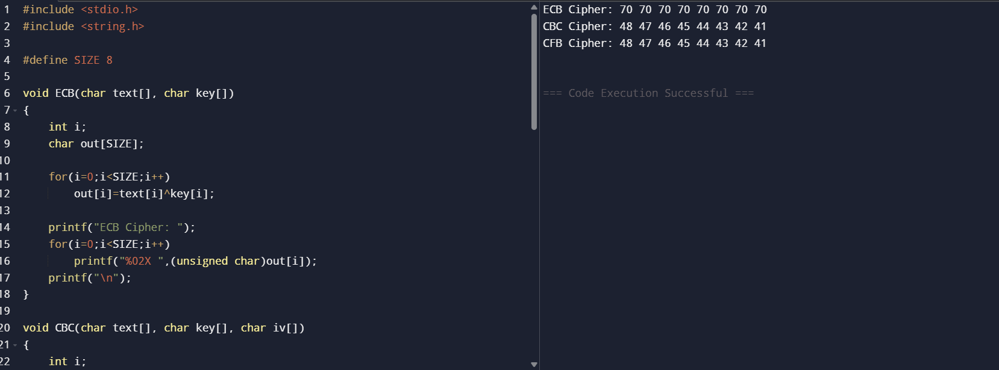 1 #include <stdio.h>
2 #include <string.h>
3
4 #define SIZE 8
5
6 void ECB(char text[], char key[])
7 {
8     int i;
9     char out[SIZE];
10
11     for(i=0;i<SIZE;i++)
12         out[i]=text[i]^key[i];
13
14     printf("ECB Cipher: ");
15     for(i=0;i<SIZE;i++)
16         printf("%02X ",(unsigned char)out[i]);
17     printf("\n");
18 }
19
20 void CBC(char text[], char key[], char iv[])
21 {
22     int i;
ECB Cipher: 70 70 70 70 70 70 70 70
CBC Cipher: 48 47 46 45 44 43 42 41
CFB Cipher: 48 47 46 45 44 43 42 41
=== Code Execution Successful ===